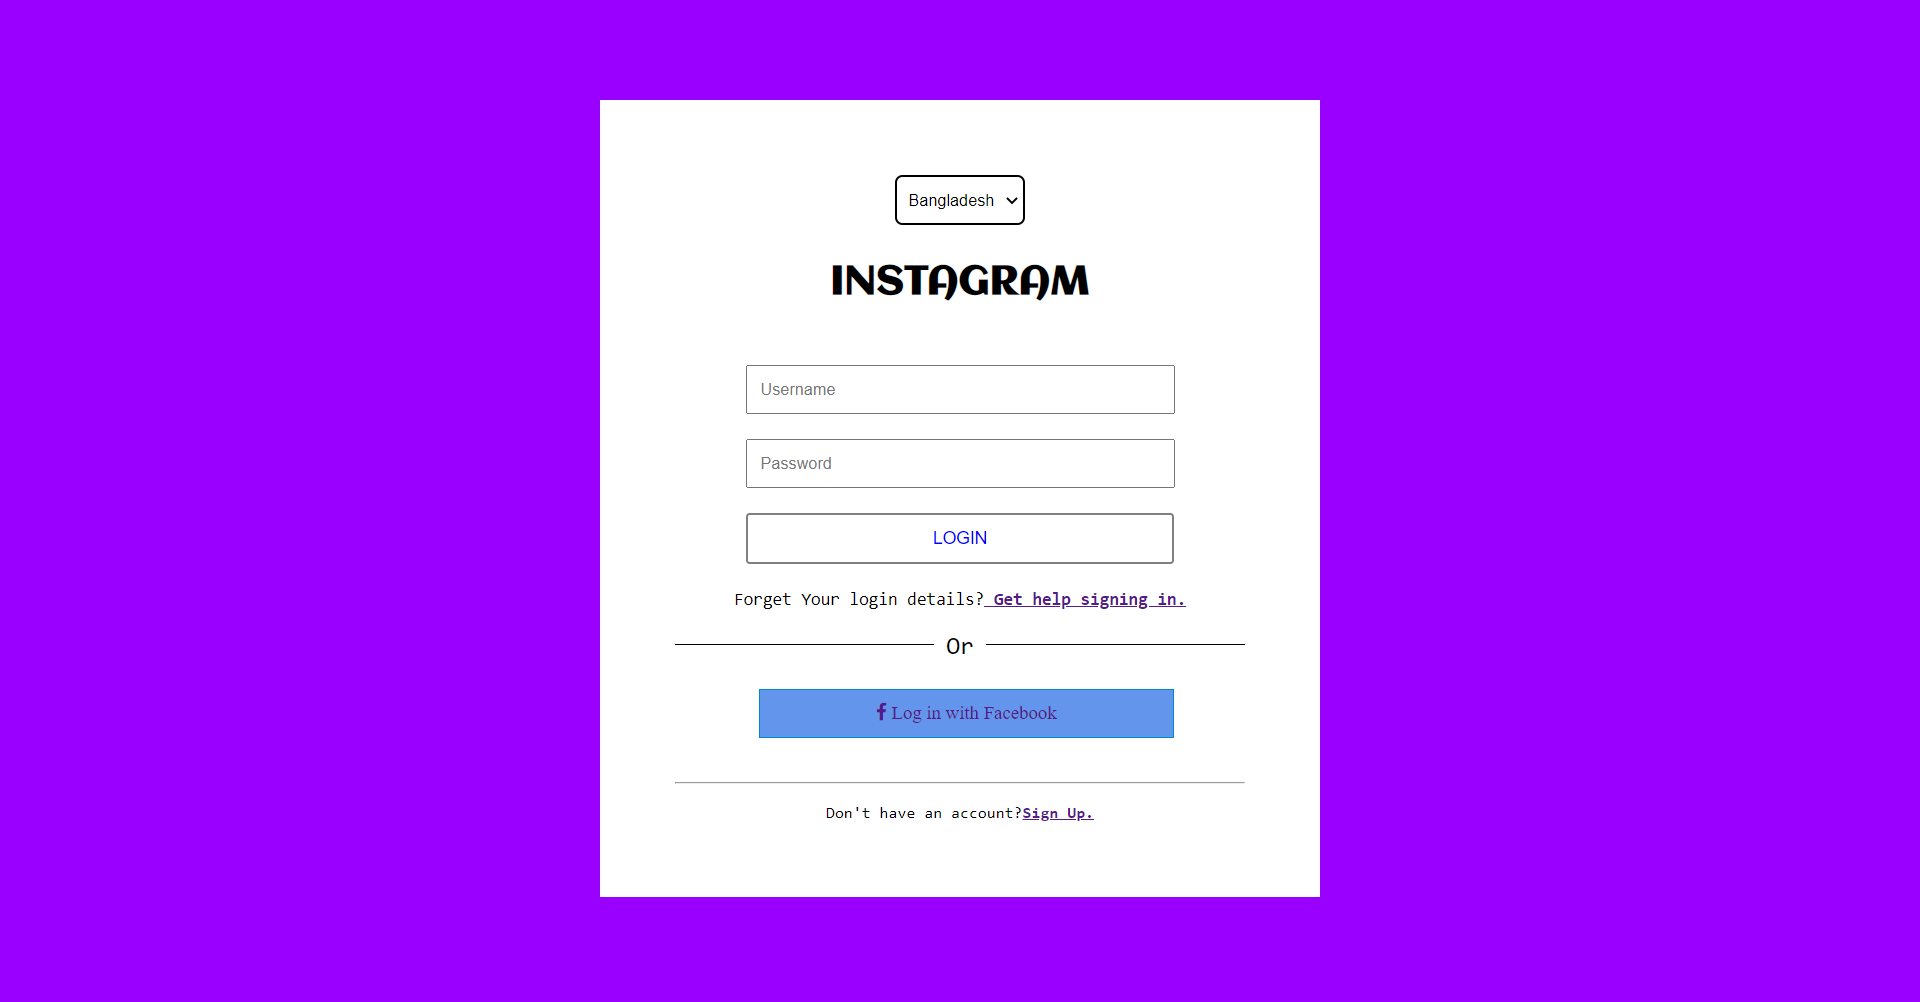 Bangladesh
INSTAGRAM
Username
Password
LOGIN
Forget Your login details? Get help signing in.
Or
Log in with Facebook
Don't have an account?Sign Up.